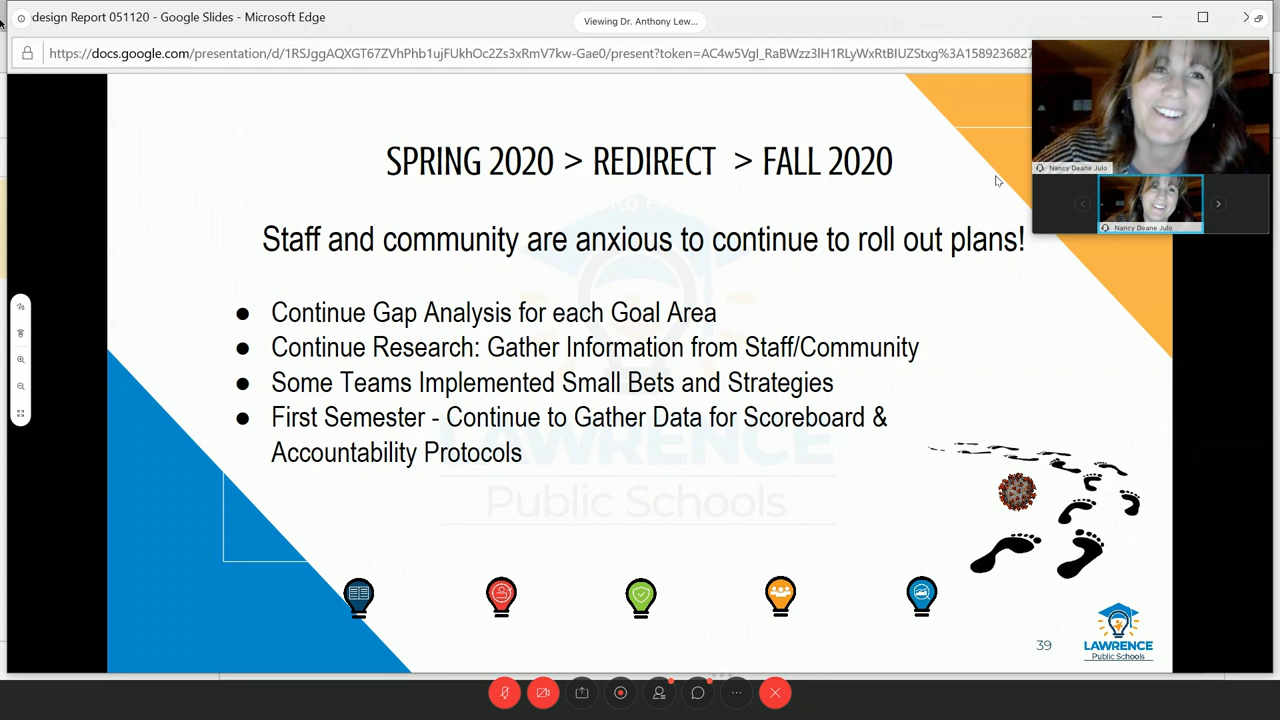 design Report 051120 - Google Slides - Microsoft Edge
Viewing Dr. Anthony Lew...
https://docs.google.com/presentation/d/1RSJggAQXGT67ZVhPhb1ujFUkhOc2Zs3xRmV7kw-Gae0/present?token=AC4w5VgI_RaBWzz3lH1RLyWxRtBIUZStxg%3A1589236827
Nancy Deane Julo
Nancy Deane Julo
SPRING 2020 > REDIRECT > FALL 2020
Staff and community are anxious to continue to roll out plans!
● Continue Gap Analysis for each Goal Area
● Continue Research: Gather Information from Staff/Community
● Some Teams Implemented Small Bets and Strategies
● First Semester - Continue to Gather Data for Scoreboard &
Accountability Protocols
LAWRENCE
Public Schools
39
LAWRENCE
Public Schools